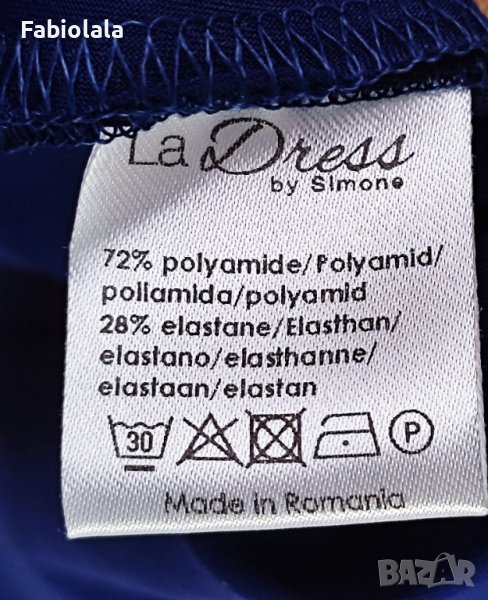 Fabiolala
La Dress
by Simone
72% polyamide/Polyamid/
poliamida/polyamid
28% elastane/Elasthan/
elastano/elasthanne/
elastaan/elastan
30
P
Made in Romania
BAZAR